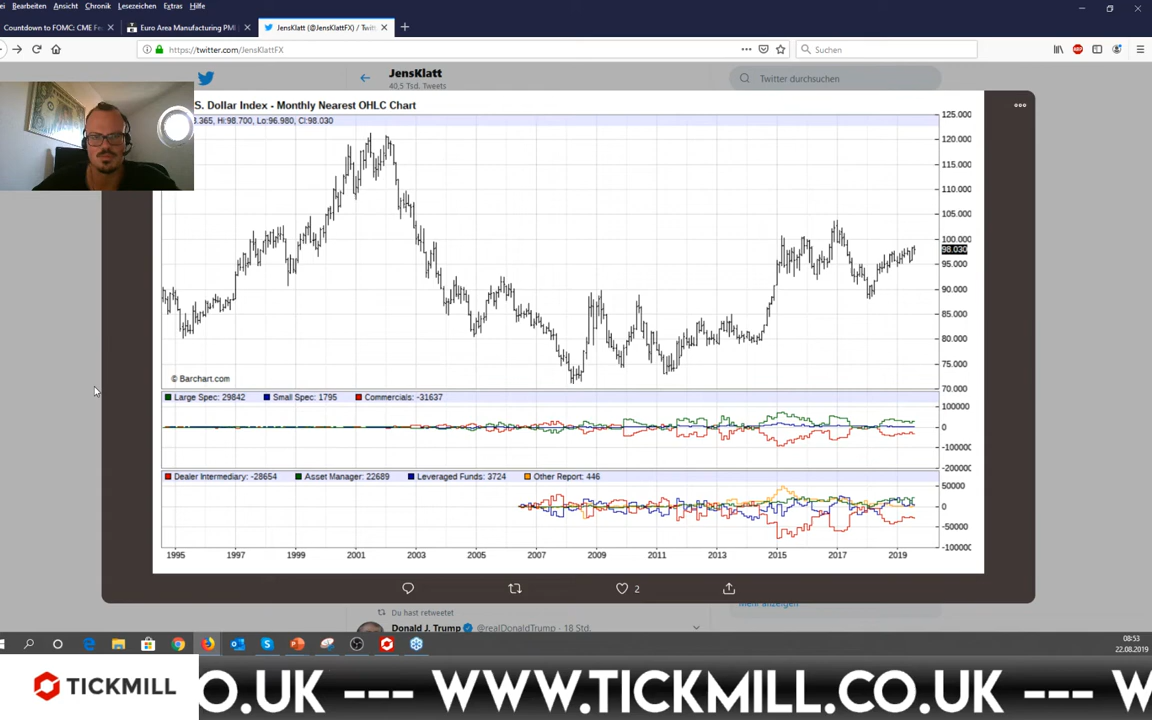 Bearbeiten Ansicht Chronik Lesezeichen Extras Hilfe
Countdown to FOMC: CME Fe
Euro Area Manufacturing PMI
JensKlatt (@JensKlattFX) / Twitt
https://twitter.com/JensKlattFX
Suchen
JensKlatt
40,5 Tsd. Tweets
Twitter durchsuchen
S. Dollar Index - Monthly Nearest OHLC Chart
.365, Hi:98.700, Lo:96.980, Cl:98.030
125.000
120.000
115.000
110.000
105.000
100.000
98.030
95.000
90.000
85.000
80.000
75.000
70.000
© Barchart.com
Large Spec: 29842 Small Spec: 1795 Commercials: -31637
100000
0
-100000
-200000
Dealer Intermediary: -28654 Asset Manager: 22689 Leveraged Funds: 3724 Other Report: 446
50000
0
-50000
-100000
1995 1997 1999 2001 2003 2005 2007 2009 2011 2013 2015 2017 2019
2
Mehr anzeigen
Du hast retweetet
Donald J. Trump @realDonaldTrump · 18 Std.
08:53
22.08.2019
TICKMILL
O.UK --- WWW.TICKMILL.CO.UK --- W